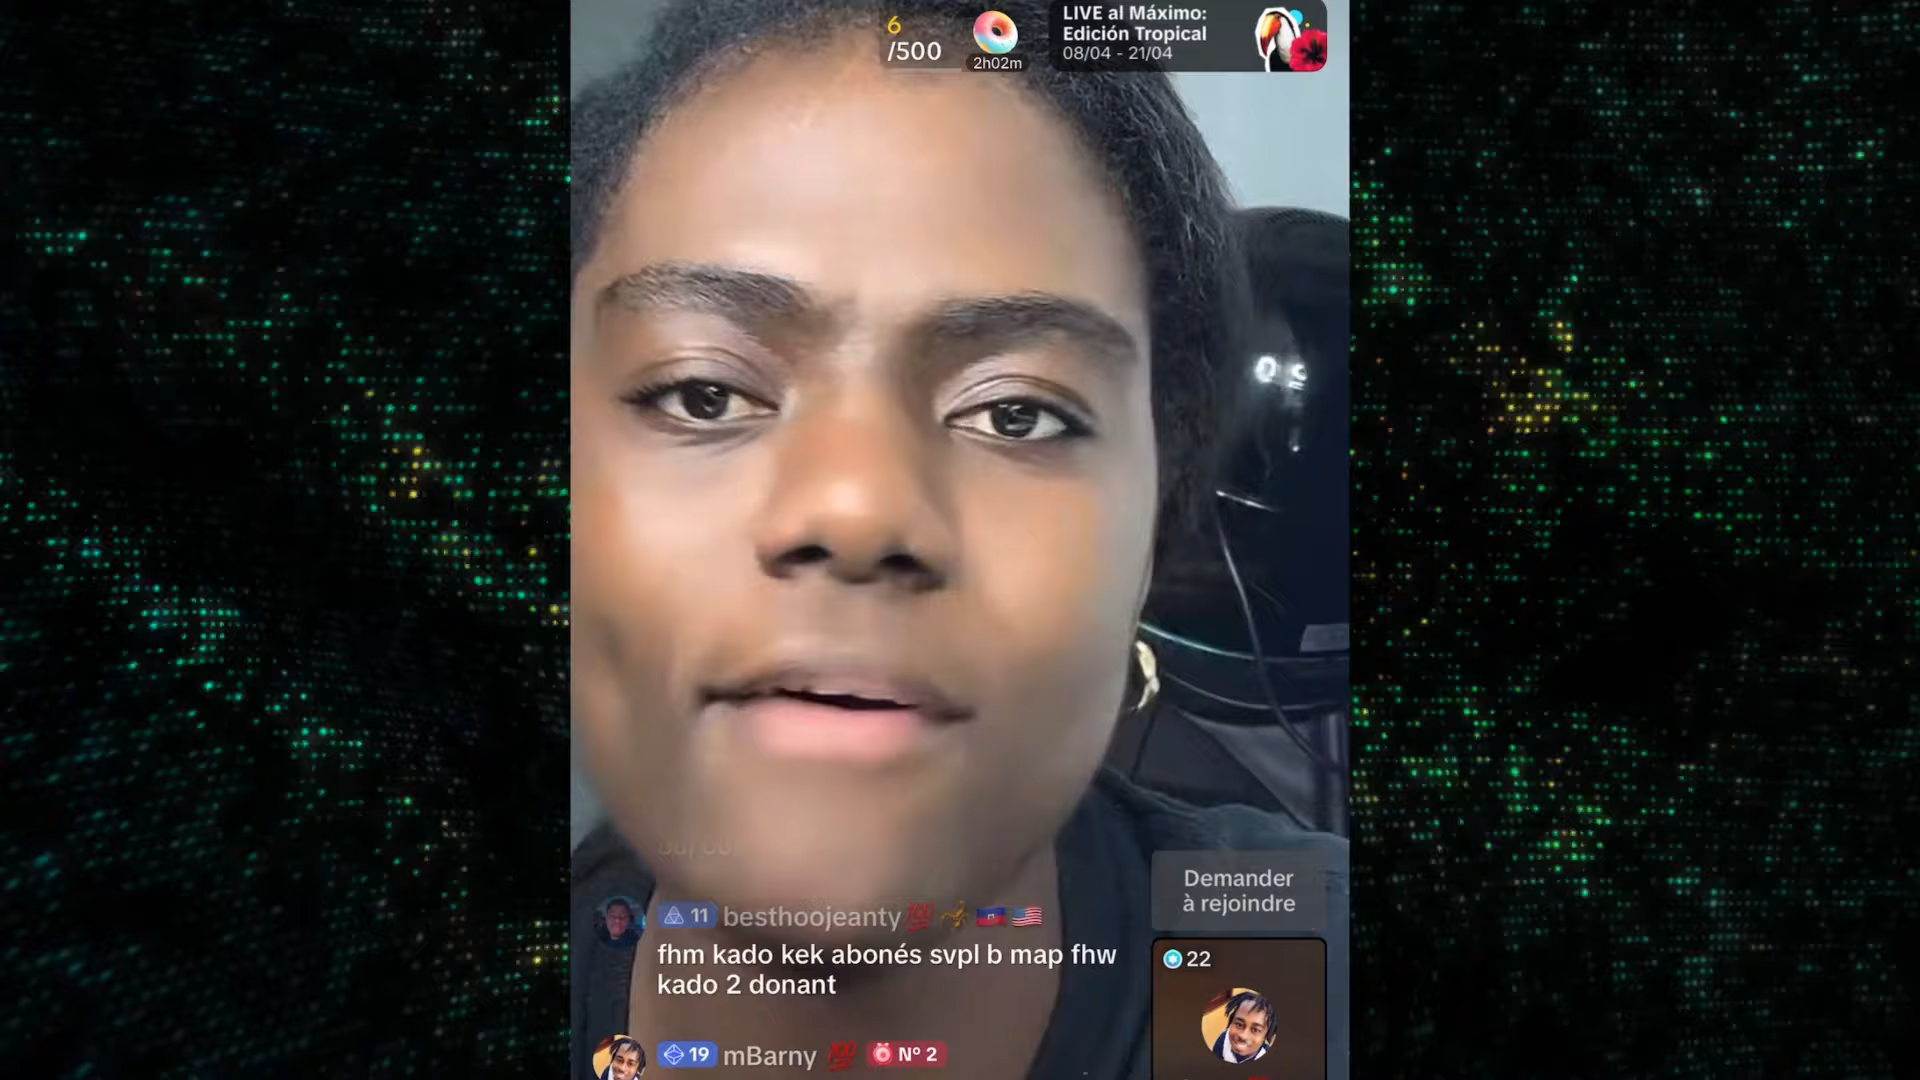 6
/500
2h02m
LIVE al Máximo:
Edición Tropical
08/04 - 21/04
Demander
à rejoindre
11 besthoojeanty💯🦂🇭🇹🇺🇸
fhm kado kek abonés svpl b map fhw
kado 2 donant
22
19 mBarny 💯 Nº 2